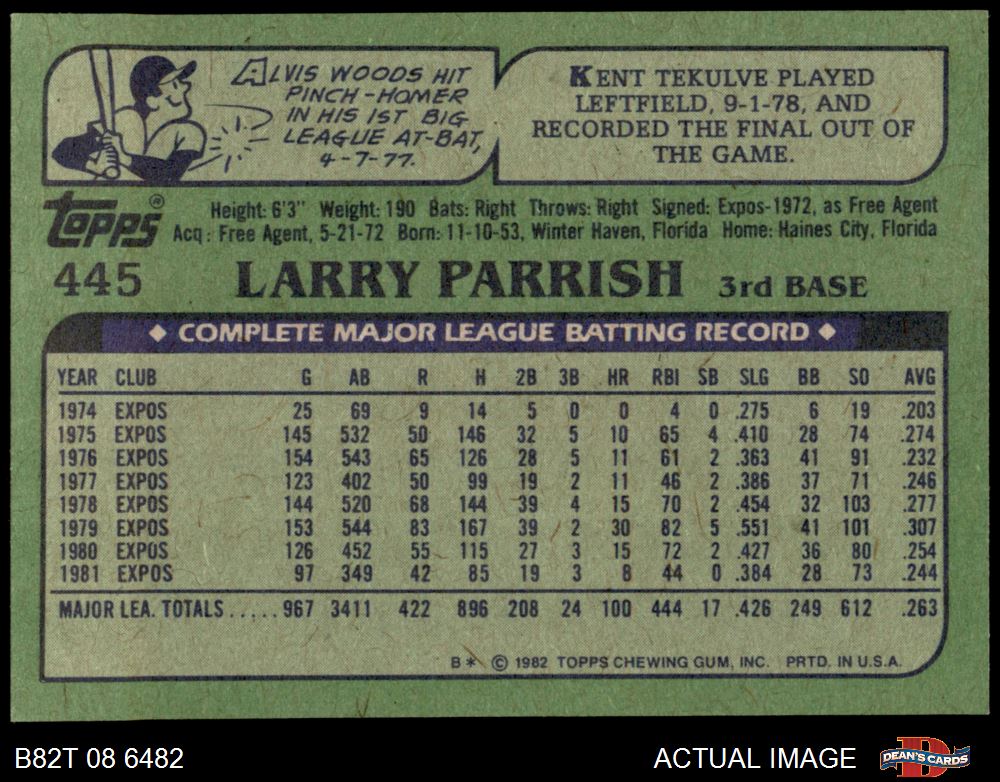 ALVIS WOODS HIT
PINCH-HOMER
IN HIS 1ST BIG
LEAGUE AT-BAT,
4-7-77.
KENT TEKULVE PLAYED
LEFTFIELD, 9-1-78, AND
RECORDED THE FINAL OUT OF
THE GAME.
topps®
Height: 6'3" Weight: 190 Bats: Right Throws: Right Signed: Expos-1972, as Free Agent
Acq: Free Agent, 5-21-72 Born: 11-10-53, Winter Haven, Florida Home: Haines City, Florida
445 LARRY PARRISH 3rd BASE
◆ COMPLETE MAJOR LEAGUE BATTING RECORD ◆
YEAR CLUB G AB R H 2B 3B HR RBI SB SLG BB SO AVG
1974 EXPOS 25 69 9 14 5 0 0 4 0 .275 6 19 .203
1975 EXPOS 145 532 50 146 32 5 10 65 4 .410 28 74 .274
1976 EXPOS 154 543 65 126 28 5 11 61 2 .363 41 91 .232
1977 EXPOS 123 402 50 99 19 2 11 46 2 .386 37 71 .246
1978 EXPOS 144 520 68 144 39 4 15 70 2 .454 32 103 .277
1979 EXPOS 153 544 83 167 39 2 30 82 5 .551 41 101 .307
1980 EXPOS 126 452 55 115 27 3 15 72 2 .427 36 80 .254
1981 EXPOS 97 349 42 85 19 3 8 44 0 .384 28 73 .244
MAJOR LEA. TOTALS ..... 967 3411 422 896 208 24 100 444 17 .426 249 612 .263
B* © 1982 TOPPS CHEWING GUM, INC. PRTD. IN U.S.A.
B82T 08 6482
ACTUAL IMAGE
DEAN'S CARDS